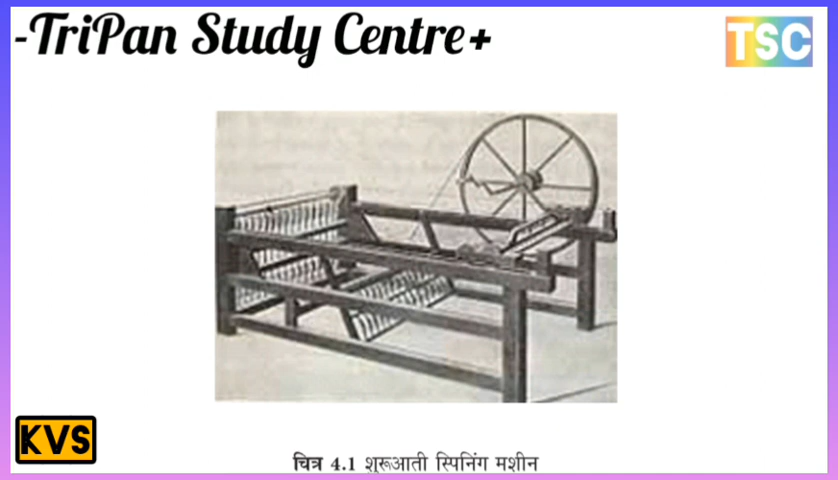 -TriPan Study Centre+
TSC
KVS
चित्र 4.1 शुरूआती स्पिनिंग मशीन